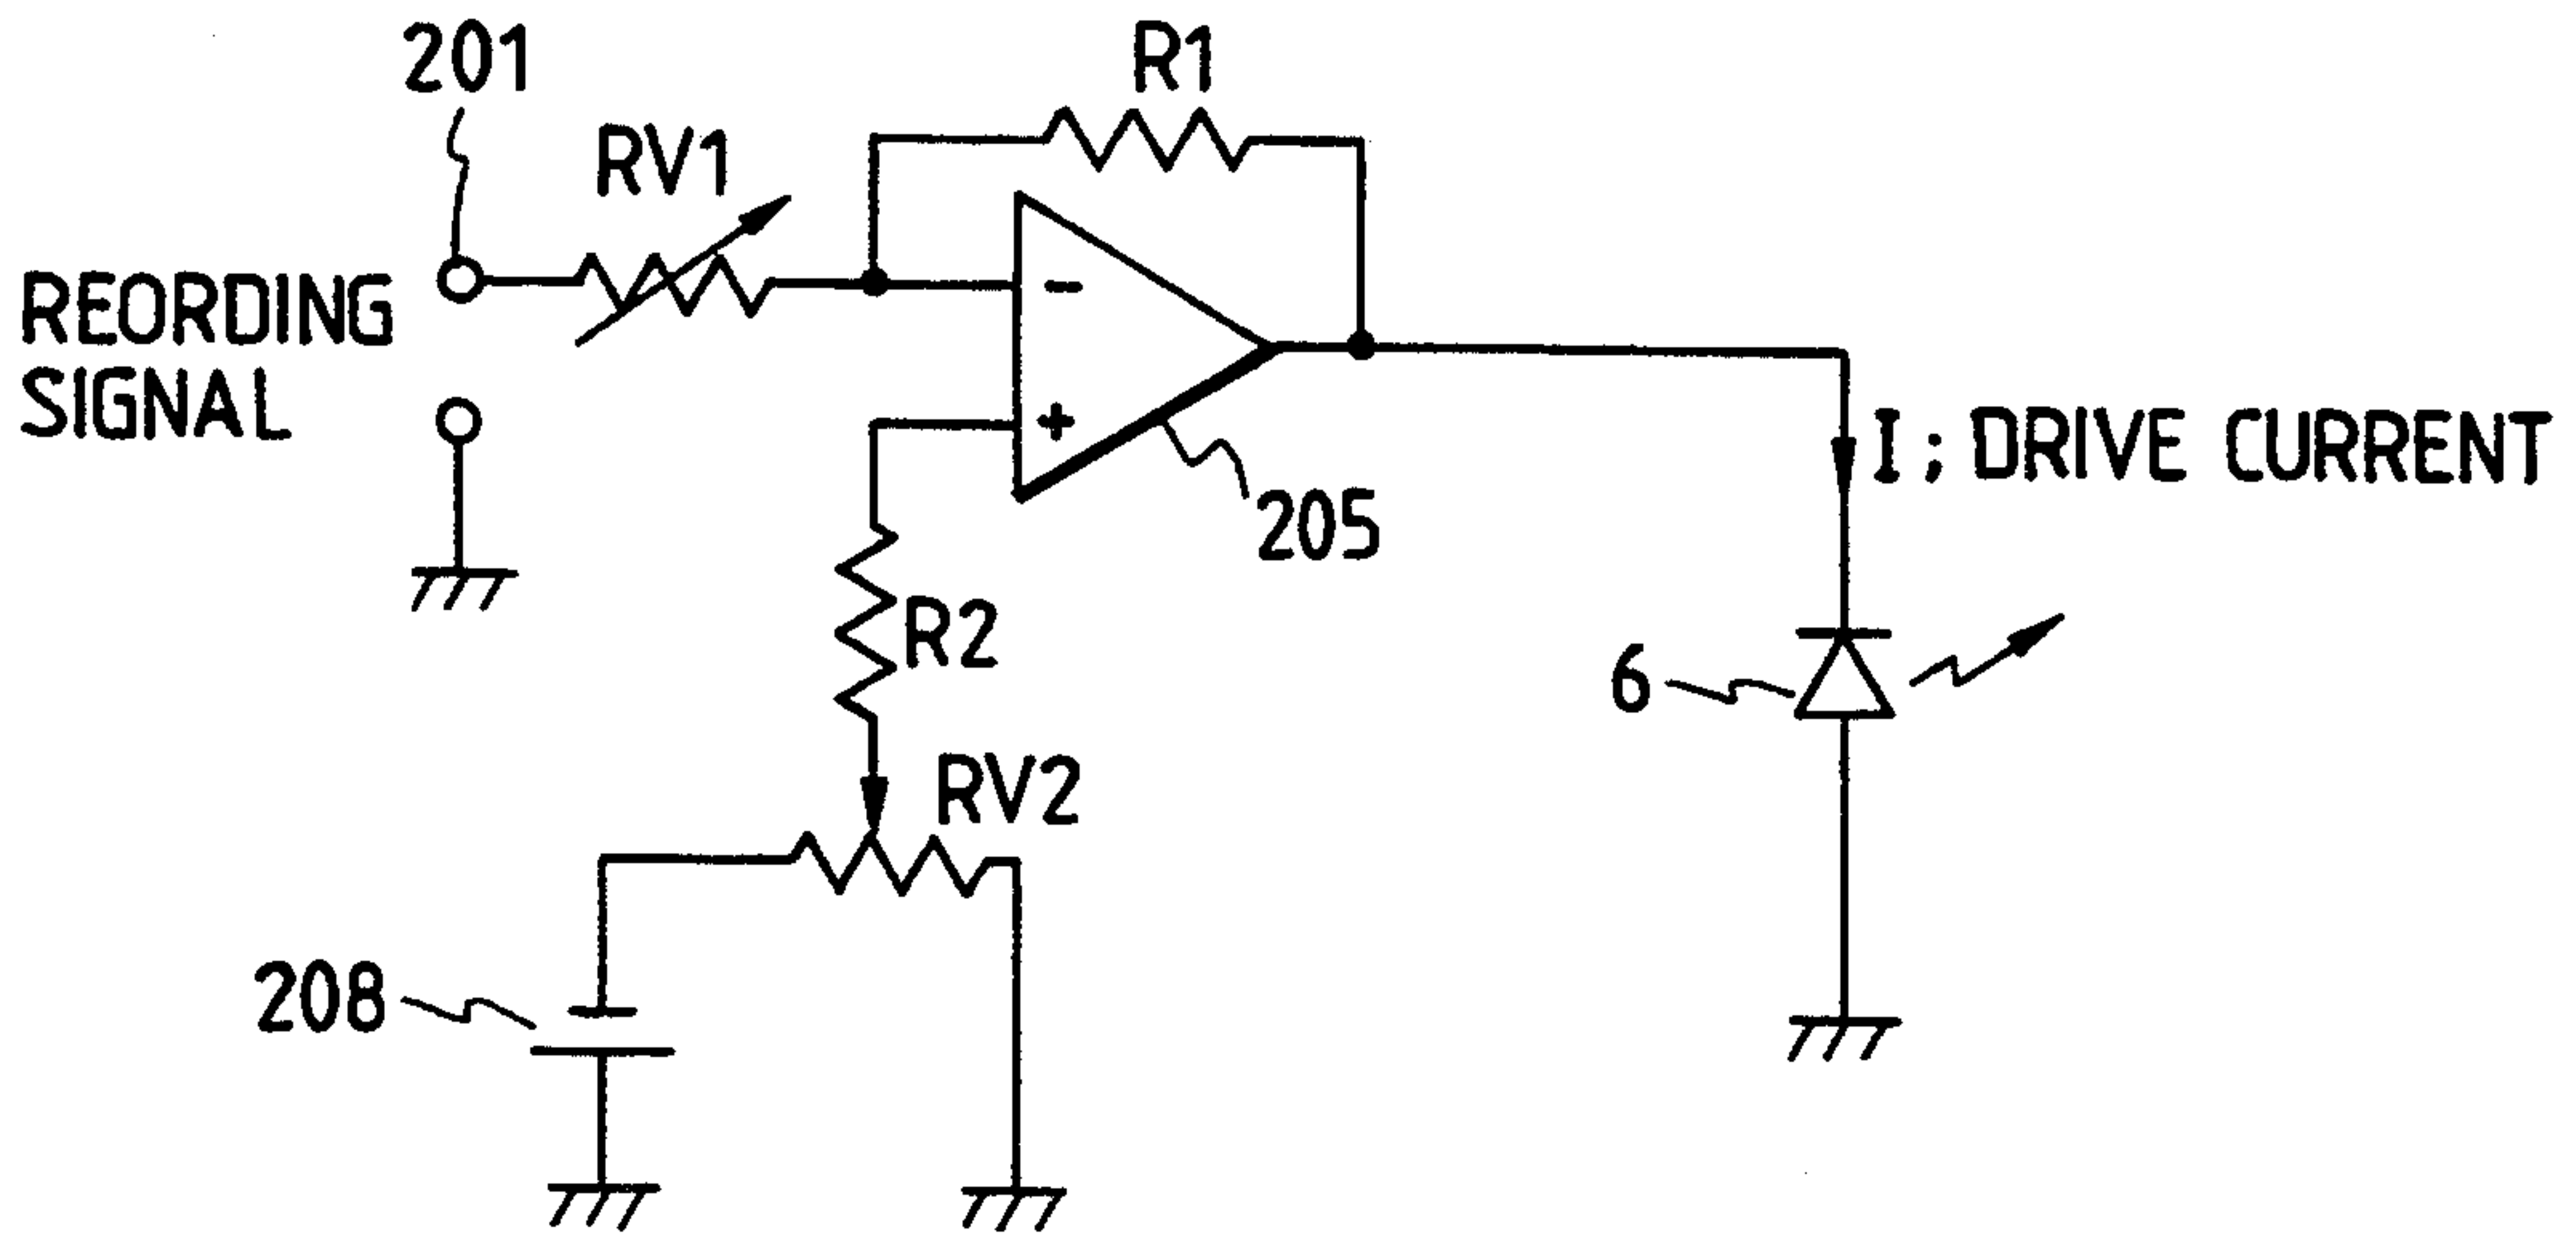 201
R1
RV1
REORDING
SIGNAL
-
+
I ; DRIVE CURRENT
205
R2
6
RV2
208